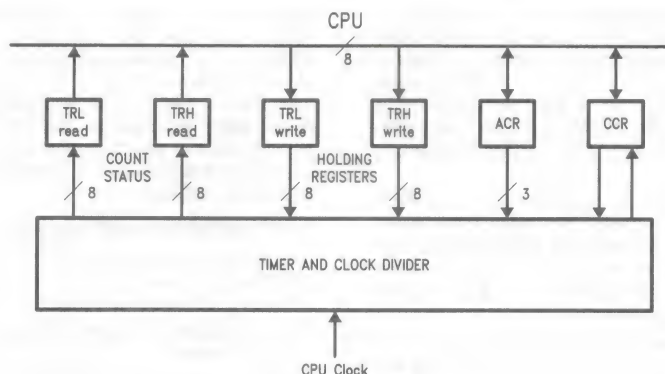 CPU
8
TRL
read
TRH
read
TRL
write
TRH
write
ACR
CCR
COUNT
STATUS
HOLDING
REGISTERS
8
8
8
8
3
TIMER AND CLOCK DIVIDER
CPU Clock